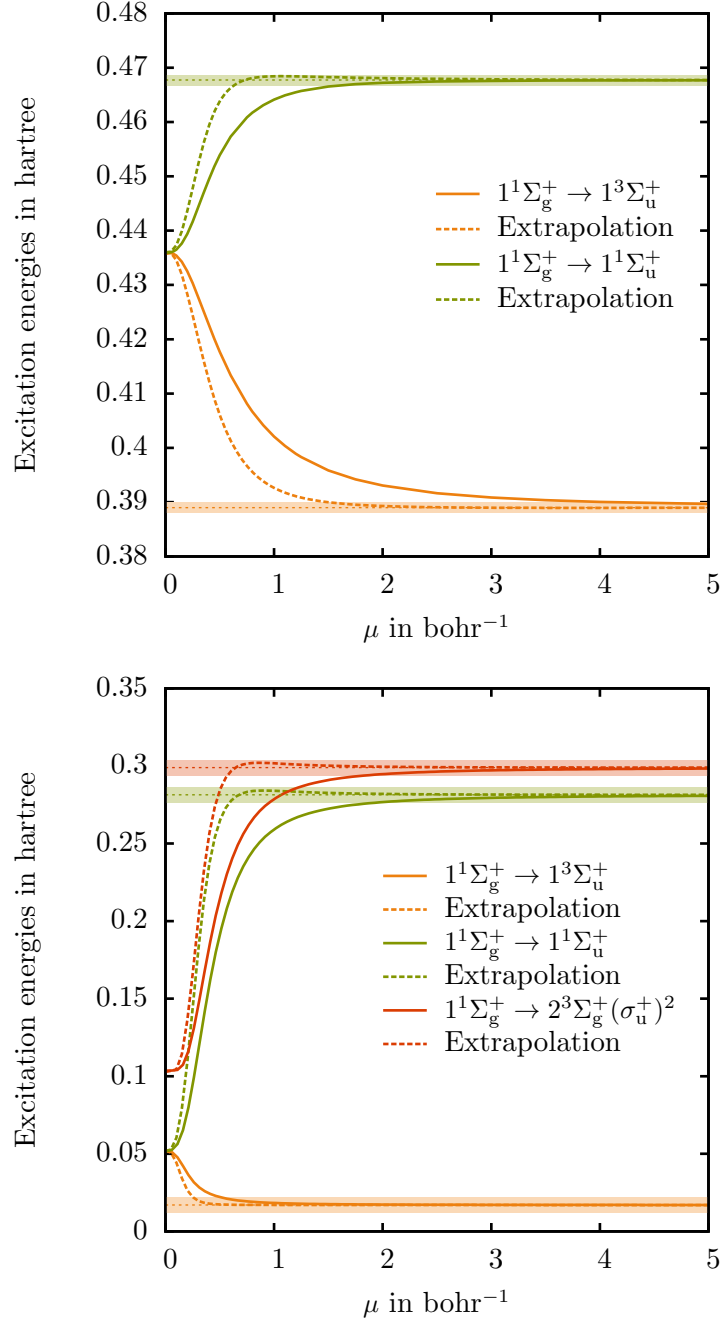 0.48
0.47
0.46
0.45
0.44
0.43
0.42
0.41
0.4
0.39
0.38
Excitation energies in hartree
1¹Σg⁺ → 1³Σu⁺
Extrapolation
1¹Σg⁺ → 1¹Σu⁺
Extrapolation
0 1 2 3 4 5
μ in bohr⁻¹
0.35
0.3
0.25
0.2
0.15
0.1
0.05
0
Excitation energies in hartree
1¹Σg⁺ → 1³Σu⁺
Extrapolation
1¹Σg⁺ → 1¹Σu⁺
Extrapolation
1¹Σg⁺ → 2³Σg⁺(σu⁺)²
Extrapolation
0 1 2 3 4 5
μ in bohr⁻¹